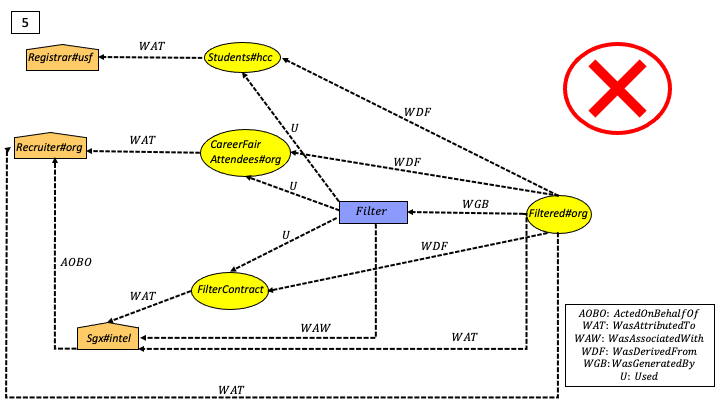 5
Registrar#usf
WAT
Students#hcc
WDF
U
Recruiter#org
WAT
CareerFair
Attendees#org
WDF
U
Filter
WGB
Filtered#org
U
WDF
AOBO
WAT
FilterContract
Sgx#intel
WAW
WAT
WAT
AOBO: ActedOnBehalfOf
WAT: WasAttributedTo
WAW: WasAssociatedWith
WDF: WasDerivedFrom
WGB:WasGeneratedBy
U: Used